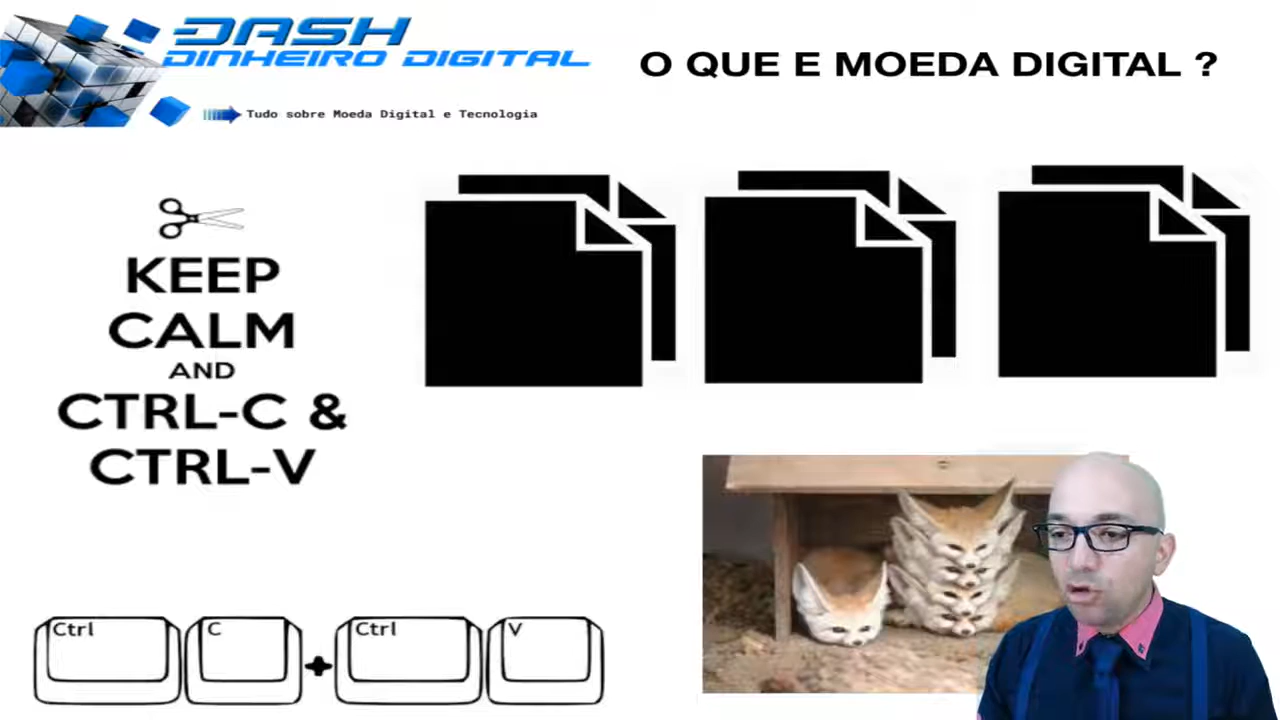 DASH
DINHEIRO DIGITAL
Tudo sobre Moeda Digital e Tecnologia
O QUE E MOEDA DIGITAL ?
KEEP
CALM
AND
CTRL-C &
CTRL-V
Ctrl C + Ctrl V